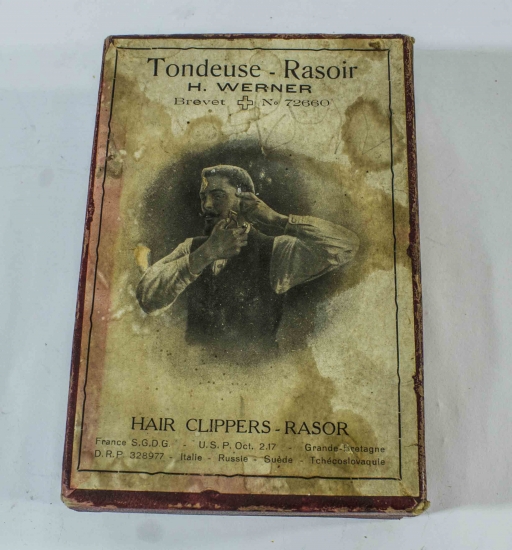 Tondeuse - Rasoir
H. WERNER
Brevet ✚ No 72660
HAIR CLIPPERS - RASOR
France S.G.D.G - U.S.P. Oct. 2.17 - Grande-Bretagne
D.R.P. 328977 - Italie - Russie - Suède - Tchécoslovaquie